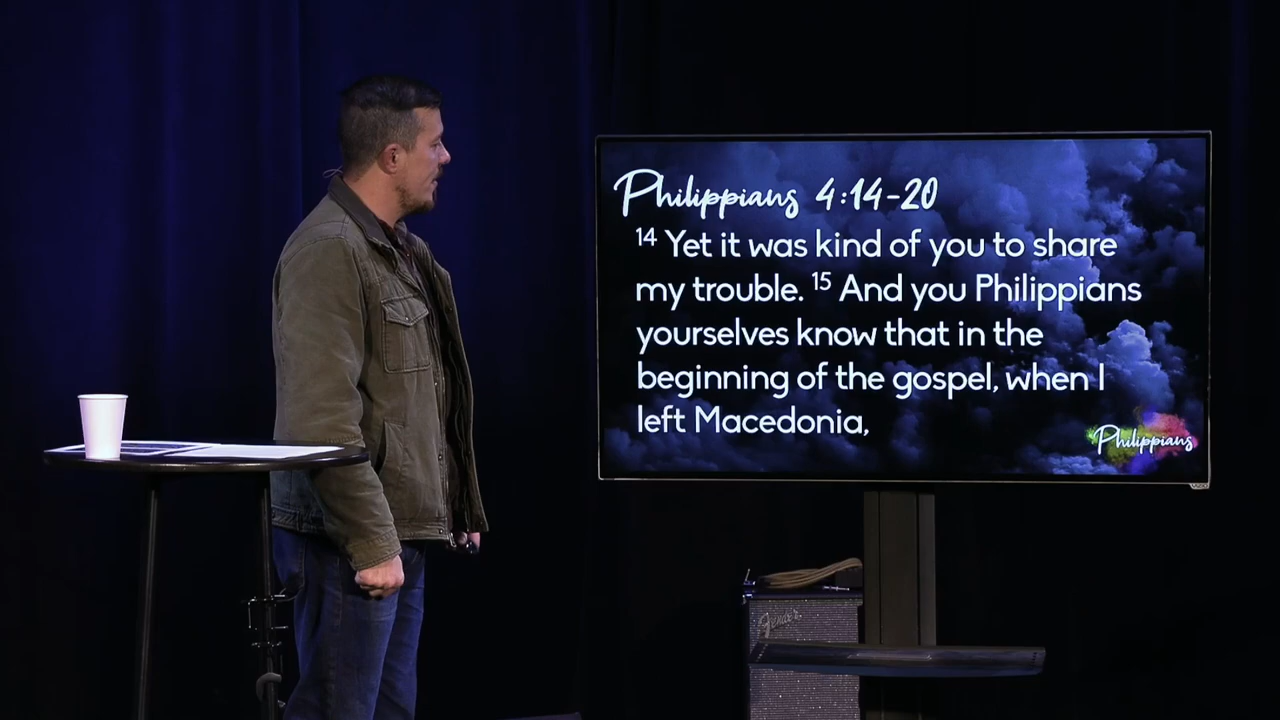 Philippians 4:14-20
14 Yet it was kind of you to share
my trouble. 15 And you Philippians
yourselves know that in the
beginning of the gospel, when I
left Macedonia,
Philippians
Fender